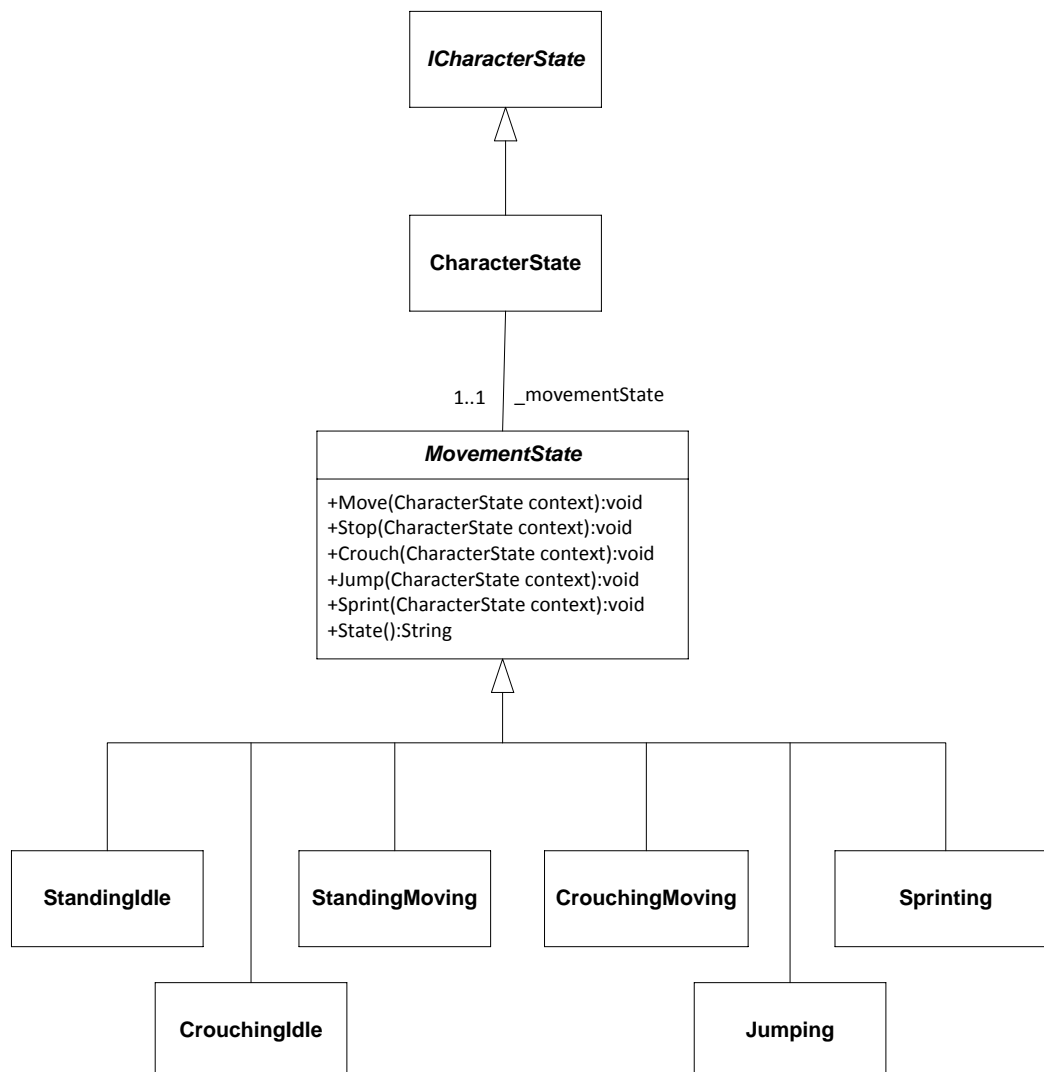 ICharacterState
CharacterState
1..1 _movementState
MovementState
+Move(CharacterState context):void
+Stop(CharacterState context):void
+Crouch(CharacterState context):void
+Jump(CharacterState context):void
+Sprint(CharacterState context):void
+State():String
StandingIdle
StandingMoving
CrouchingMoving
Sprinting
CrouchingIdle
Jumping